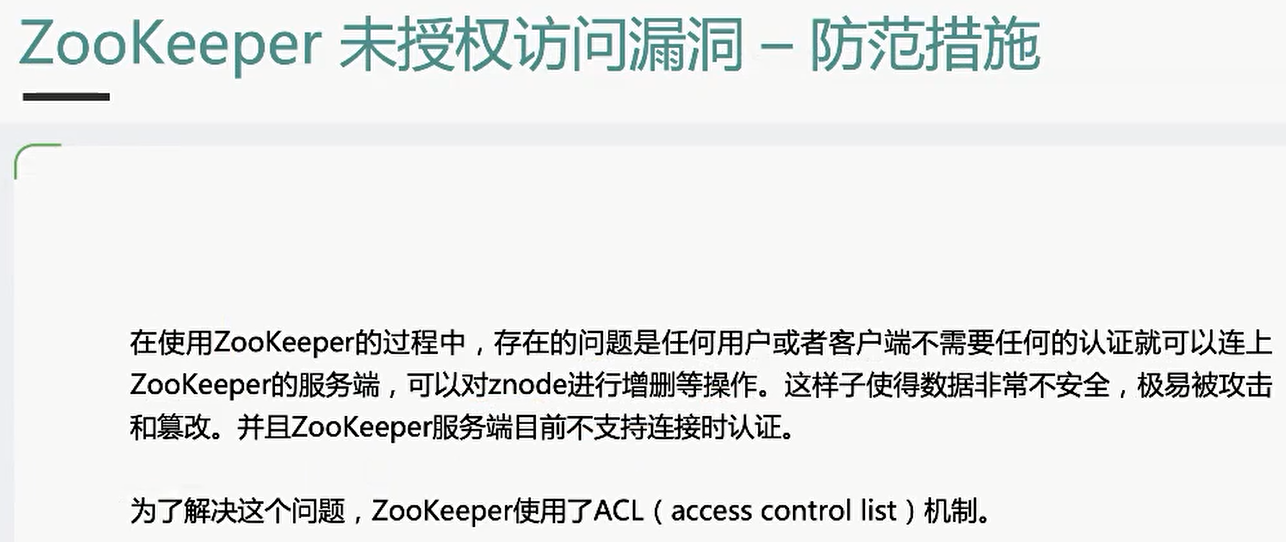 ZooKeeper 未授权访问漏洞 – 防范措施
在使用ZooKeeper的过程中，存在的问题是任何用户或者客户端不需要任何的认证就可以连上
ZooKeeper的服务端，可以对znode进行增删等操作。这样子使得数据非常不安全，极易被攻击
和篡改。并且ZooKeeper服务端目前不支持连接时认证。
为了解决这个问题，ZooKeeper使用了ACL（access control list）机制。